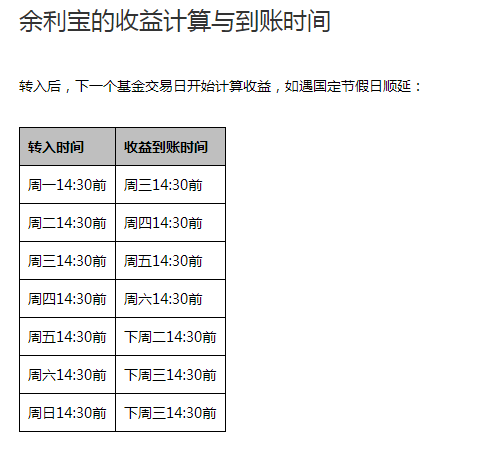 余利宝的收益计算与到账时间
转入后，下一个基金交易日开始计算收益，如遇国定节假日顺延：
转入时间 收益到账时间
周一14:30前 周三14:30前
周二14:30前 周四14:30前
周三14:30前 周五14:30前
周四14:30前 周六14:30前
周五14:30前 下周二14:30前
周六14:30前 下周三14:30前
周日14:30前 下周三14:30前